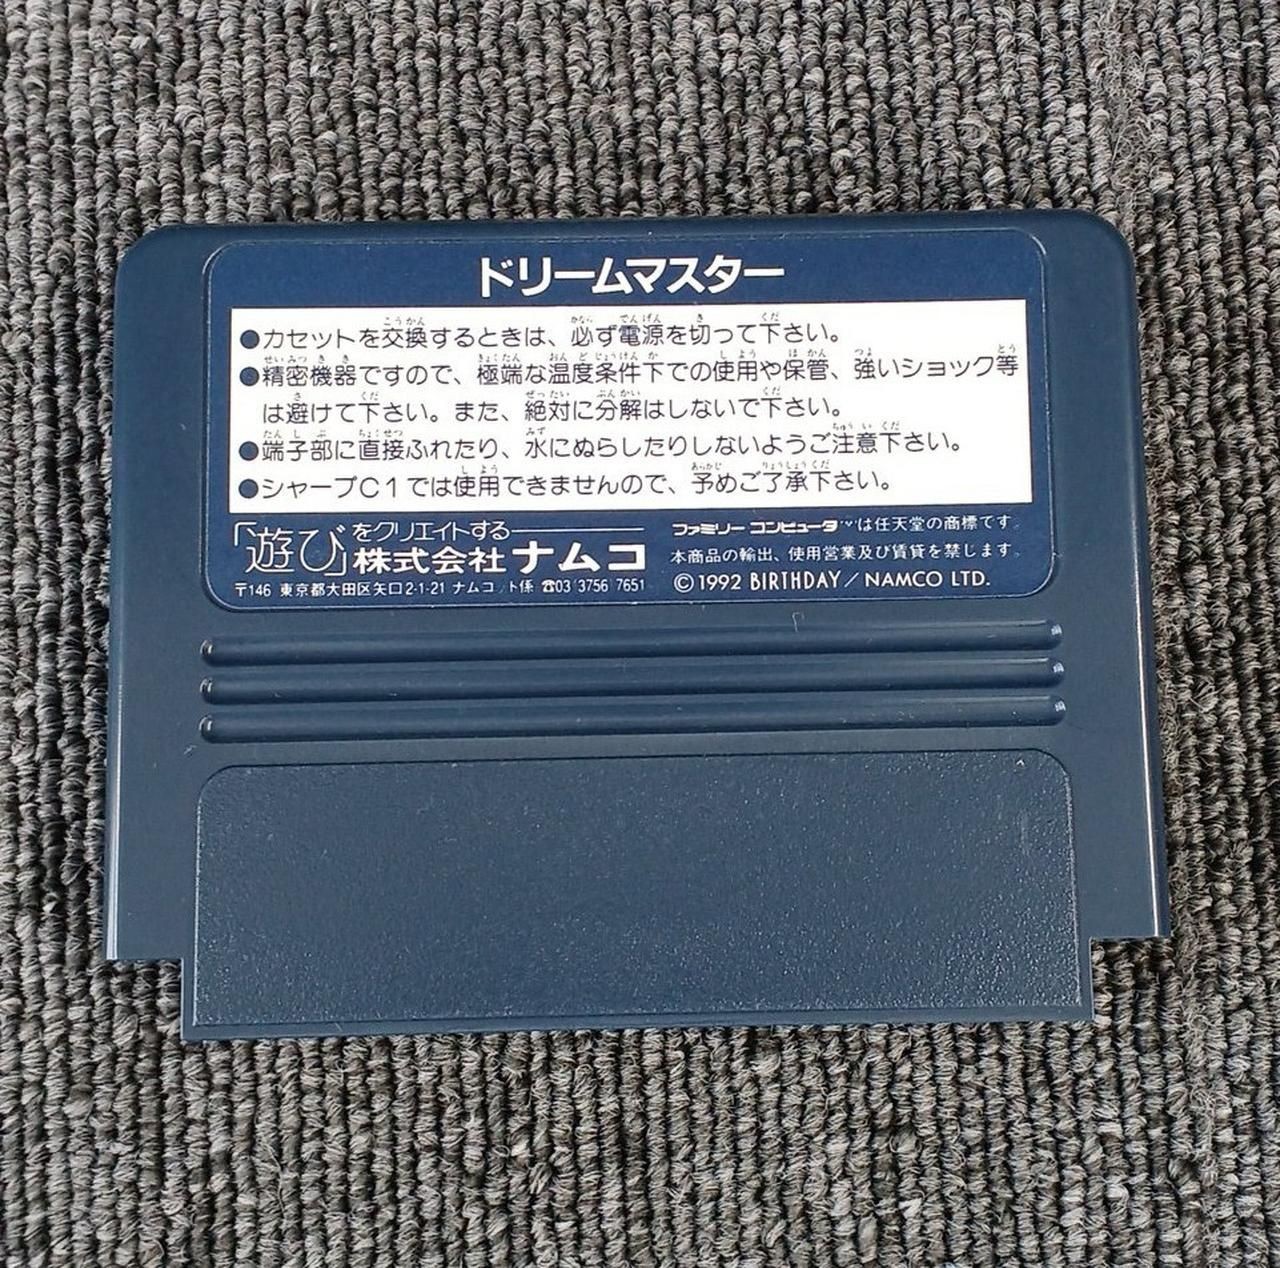 ドリームマスター
●カセットを交換するときは、必ず電源を切って下さい。
●精密機器ですので、極端な温度条件下での使用や保管、強いショック等
は避けて下さい。また、絶対に分解はしないで下さい。
●端子部に直接ふれたり、水にぬらしたりしないようご注意下さい。
●シャープC1では使用できませんので、予めご了承下さい。
「遊び」をクリエイトする
株式会社ナムコ
〒146 東京都大田区矢口2-1-21 ナムコット係 ☎03(3756)7651
ファミリーコンピュータ™は任天堂の商標です。
本商品の輸出、使用営業及び賃貸を禁じます。
©1992 BIRTHDAY/NAMCO LTD.